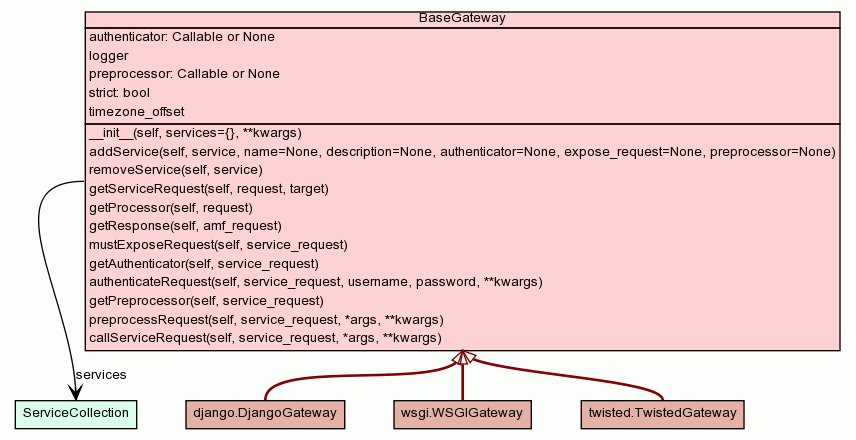 BaseGateway
authenticator: Callable or None
logger
preprocessor: Callable or None
strict: bool
timezone_offset
__init__(self, services={}, **kwargs)
addService(self, service, name=None, description=None, authenticator=None, expose_request=None, preprocessor=None)
removeService(self, service)
getServiceRequest(self, request, target)
getProcessor(self, request)
getResponse(self, amf_request)
mustExposeRequest(self, service_request)
getAuthenticator(self, service_request)
authenticateRequest(self, service_request, username, password, **kwargs)
getPreprocessor(self, service_request)
preprocessRequest(self, service_request, *args, **kwargs)
callServiceRequest(self, service_request, *args, **kwargs)
services
ServiceCollection
django.DjangoGateway
wsgi.WSGIGateway
twisted.TwistedGateway